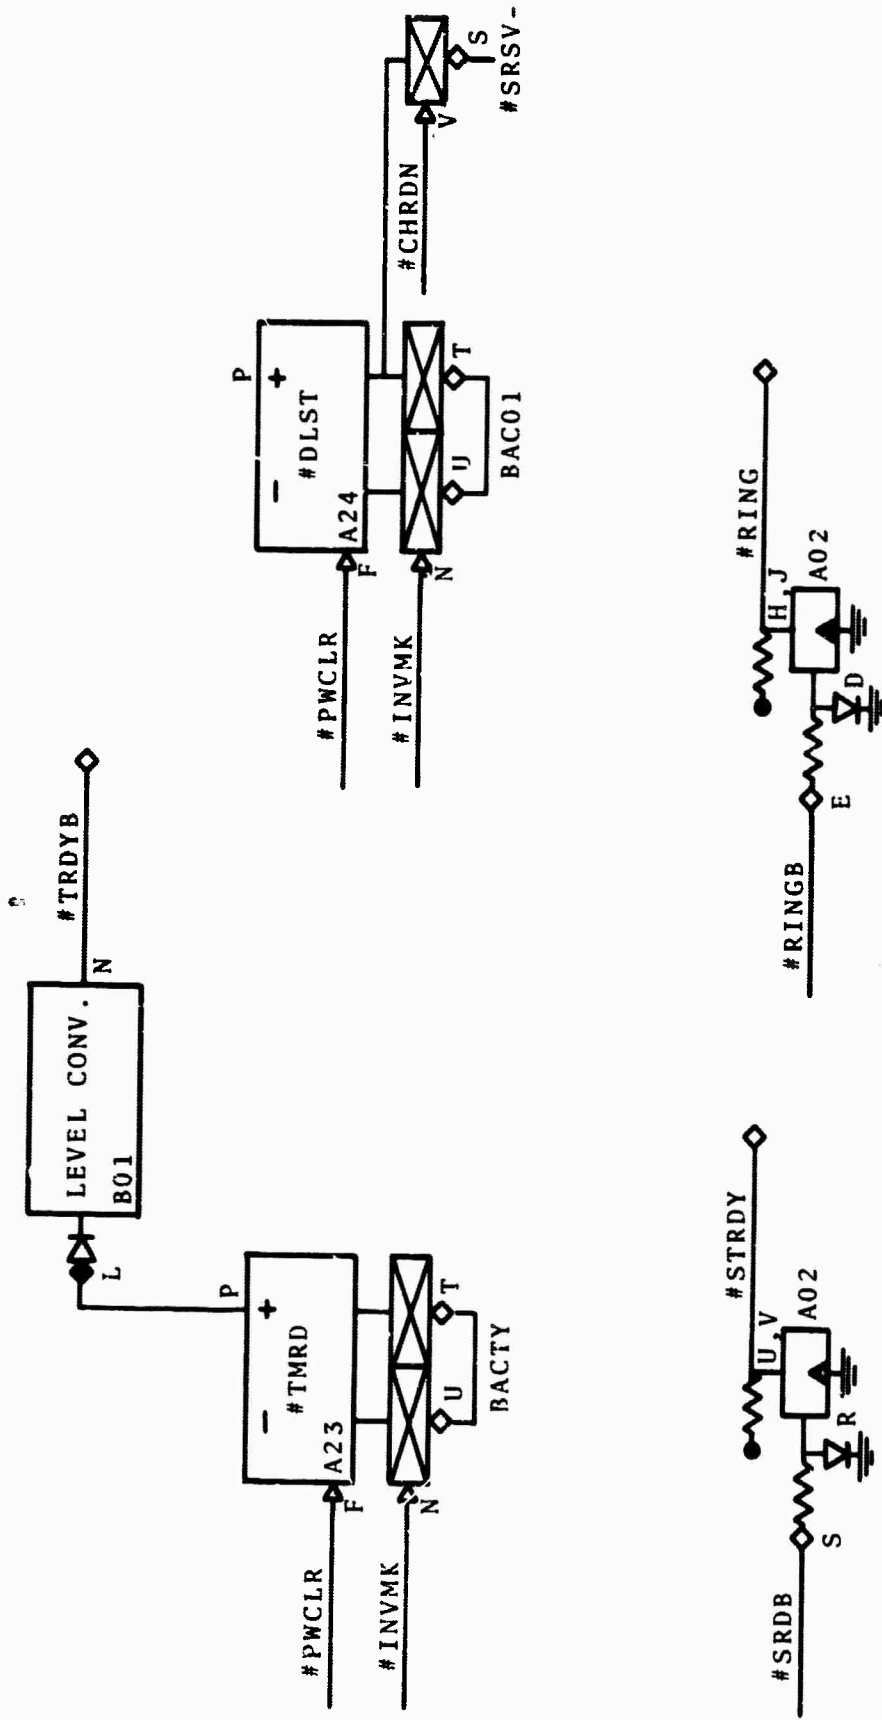 LEVEL CONV.
B01
N
#TRDYB
L
P
− +
#TMRD
A23
#PWCLR
F
#INVMK
N
U T
BACTY
P
− +
#DLST
A24
#PWCLR
F
#INVMK
N
U T
BAC01
#CHRDN
V
S
#SRSV-
#STRDY
U,V
A02
R
#SRDB
S
#RING
H,J
A02
D
#RINGB
E